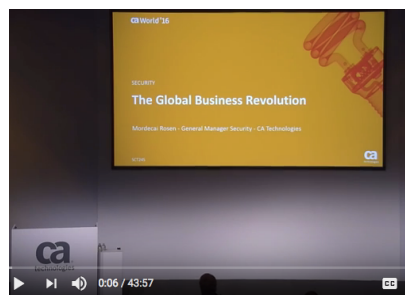 ca World '16
SECURITY
The Global Business Revolution
Mordecai Rosen - General Manager Security - CA Technologies
ca
ca
technologies
0:06 / 43:57
CC